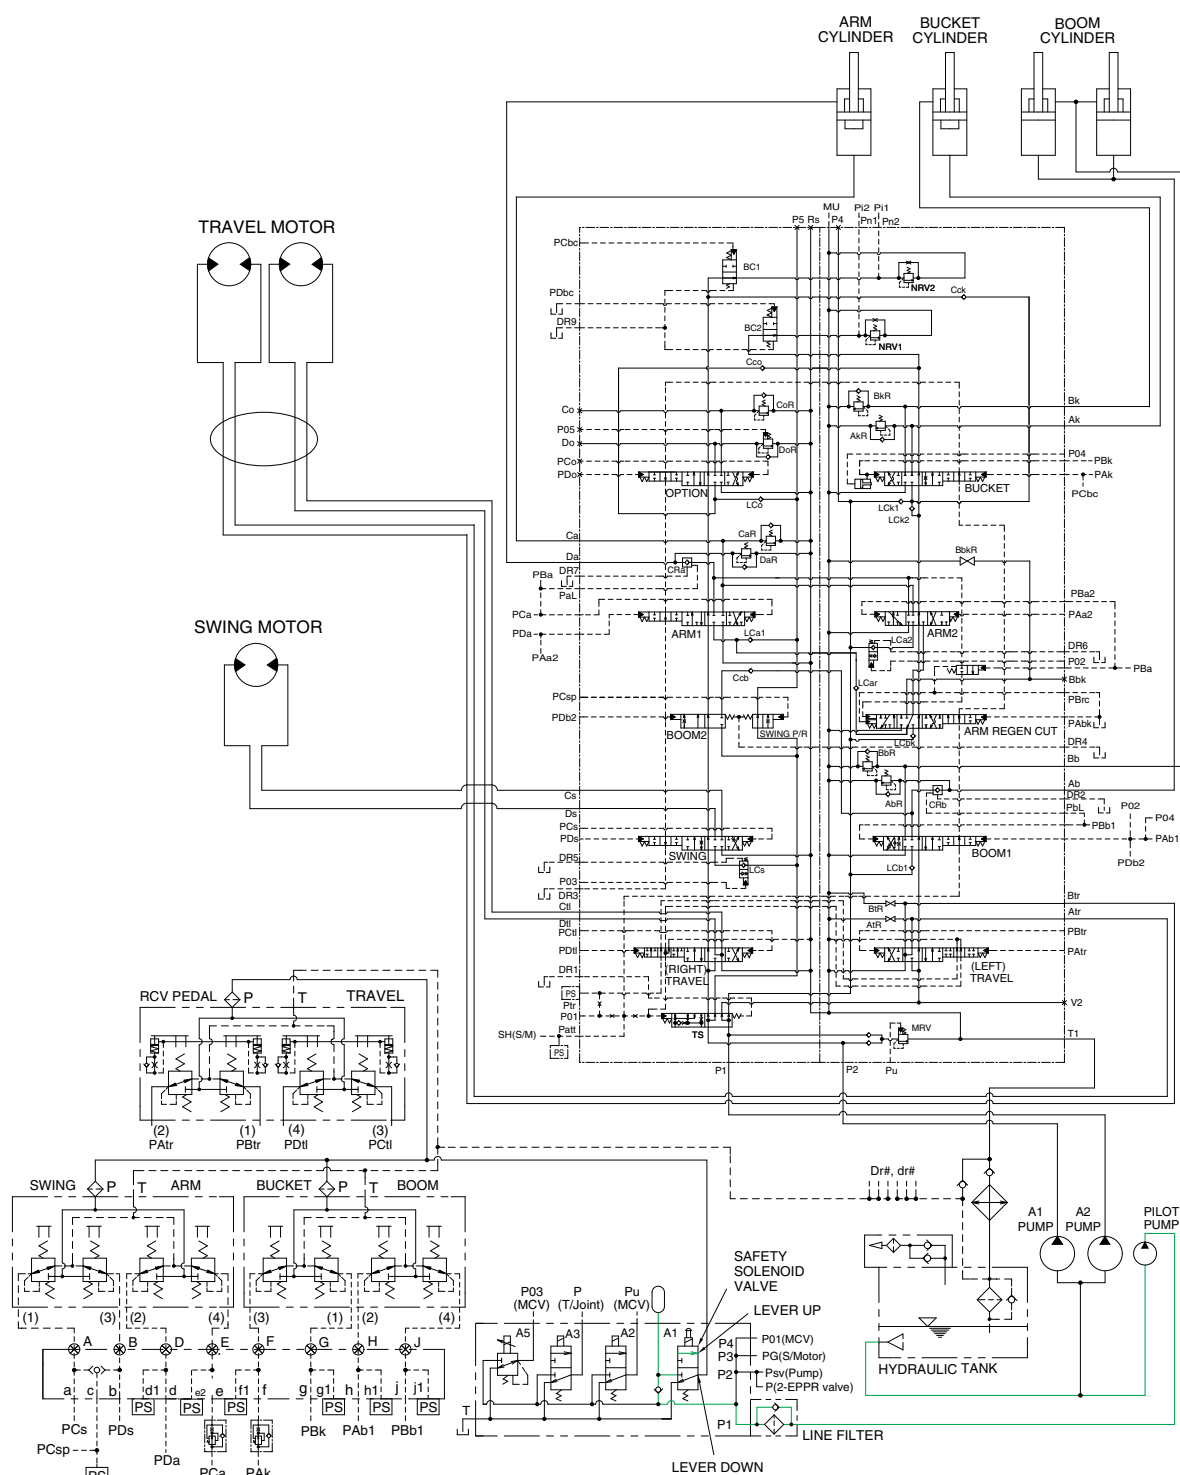 ARM
CYLINDER
BUCKET
CYLINDER
BOOM
CYLINDER
TRAVEL MOTOR
MU
Pi2 Pi1
P5 Rs
P4
Pn1
Pn2
PCbc
BC1
NRV2
Cck
PDbc
DR9
BC2
NRV1
Cco
CoR
BkR
Bk
Co
AkR
Ak
P05
Do
DoR
P04
PCo
PBk
PDo
PAk
OPTION
BUCKET
PCbc
LCo
LCk1
LCk2
Ca
CaR
Da
DaR
BbkR
CRa
DR7
PBa
PaL
PBa2
PCa
PAa2
PDa
ARM1
ARM2
SWING MOTOR
LCa1
LCa2
DR6
PAa2
P02
PBa
Ccb
LCar
Bbk
PCsp
PBrc
PDb2
PAbk
BOOM2
SWING P/R
ARM REGEN CUT
LCbk
DR4
BbR
Bb
AbR
CRb
Ab
DR2
Cs
PbL
P02
Ds
PCs
PBb1
P04
PDs
PAb1
SWING
BOOM1
PDb2
DR5
LCs
LCb1
P03
DR3
Btr
Ctl
BtR
Atr
Dtl
AtR
PCtl
PBtr
PDtl
PAtr
(RIGHT)
TRAVEL
(LEFT)
TRAVEL
DR1
PS
Ptr
V2
P01
TS
MRV
SH(S/M)
Patt
T1
PS
P1
P2
Pu
RCV PEDAL
P
T
TRAVEL
(2)
(1)
(4)
(3)
PAtr
PBtr
PDtl
PCtl
Dr#, dr#
SWING
P
T
ARM
BUCKET
P
T
BOOM
A1
PUMP
A2
PUMP
PILOT
PUMP
(1)
(3)
(2)
(4)
(3)
(1)
(2)
(4)
SAFETY
SOLENOID
VALVE
LEVER UP
P03
(MCV)
P
(T/Joint)
Pu
(MCV)
A5
A3
A2
A1
P4
P01(MCV)
P3
PG(S/Motor)
P2
Psv(Pump)
P(2-EPPR valve)
HYDRAULIC TANK
A
B
D
E
F
G
H
J
a
c
b
d1
d
e2
e
f1
f
g
g1
h
h1
j
j1
PS
PS
PS
PS
PS
PS
T
P1
LINE FILTER
PCs
PDs
PBk
PAb1
PBb1
PCsp
PDa
PS
PCa
PAk
LEVER DOWN